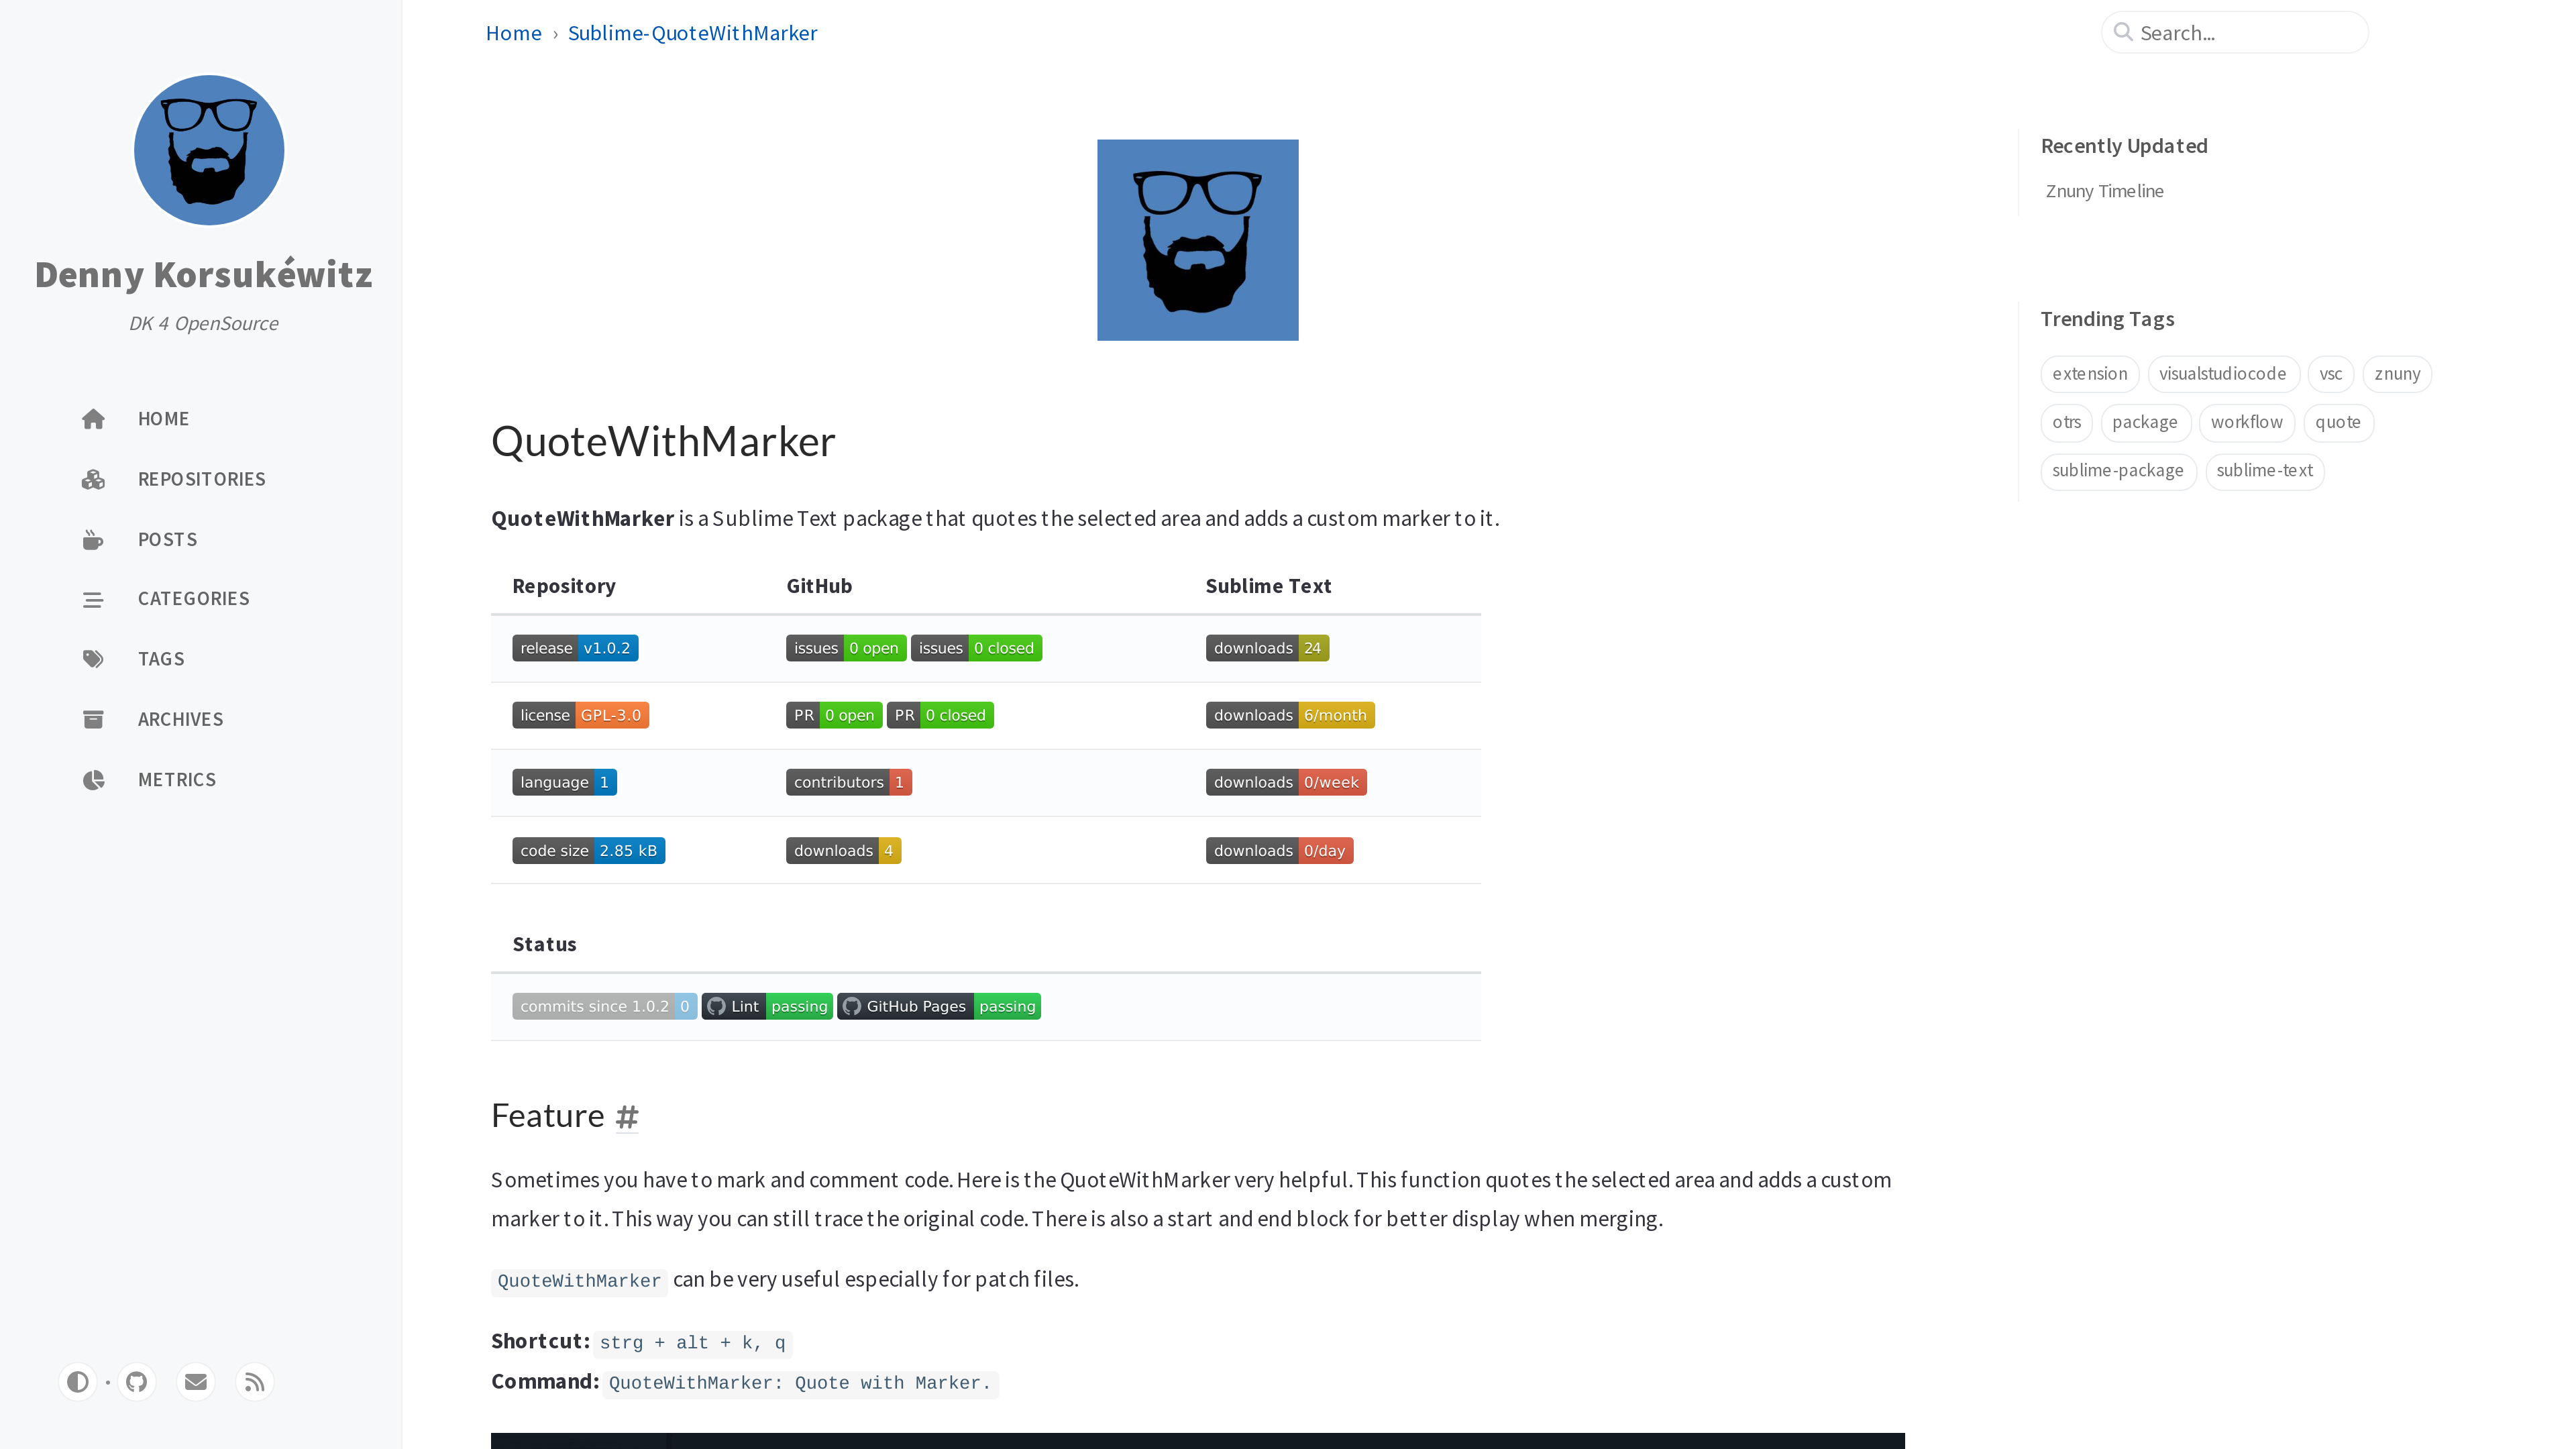 Denny Korsukéwitz
DK 4 OpenSource
HOME
REPOSITORIES
POSTS
CATEGORIES
TAGS
ARCHIVES
METRICS
Home › Sublime-QuoteWithMarker
Search...
QuoteWithMarker
QuoteWithMarker is a Sublime Text package that quotes the selected area and adds a custom marker to it.
Repository GitHub Sublime Text
release v1.0.2 issues 0 open issues 0 closed downloads 24
license GPL-3.0 PR 0 open PR 0 closed downloads 6/month
language 1 contributors 1 downloads 0/week
code size 2.85 kB downloads 4 downloads 0/day
Status
commits since 1.0.2 0 Lint passing GitHub Pages passing
Feature #
Sometimes you have to mark and comment code. Here is the QuoteWithMarker very helpful. This function quotes the selected area and adds a custom
marker to it. This way you can still trace the original code. There is also a start and end block for better display when merging.
QuoteWithMarker can be very useful especially for patch files.
Shortcut: strg + alt + k, q
Command: QuoteWithMarker: Quote with Marker.
Recently Updated
Znuny Timeline
Trending Tags
extension visualstudiocode vsc znuny
otrs package workflow quote
sublime-package sublime-text